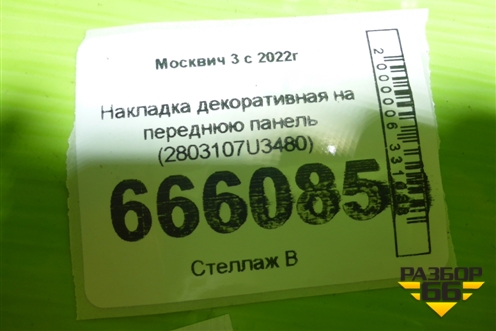 Москвич 3 с 2022г
Накладка декоративная на
переднюю панель
(2803107U3480)
666085
Стеллаж В
РАЗБОР
66